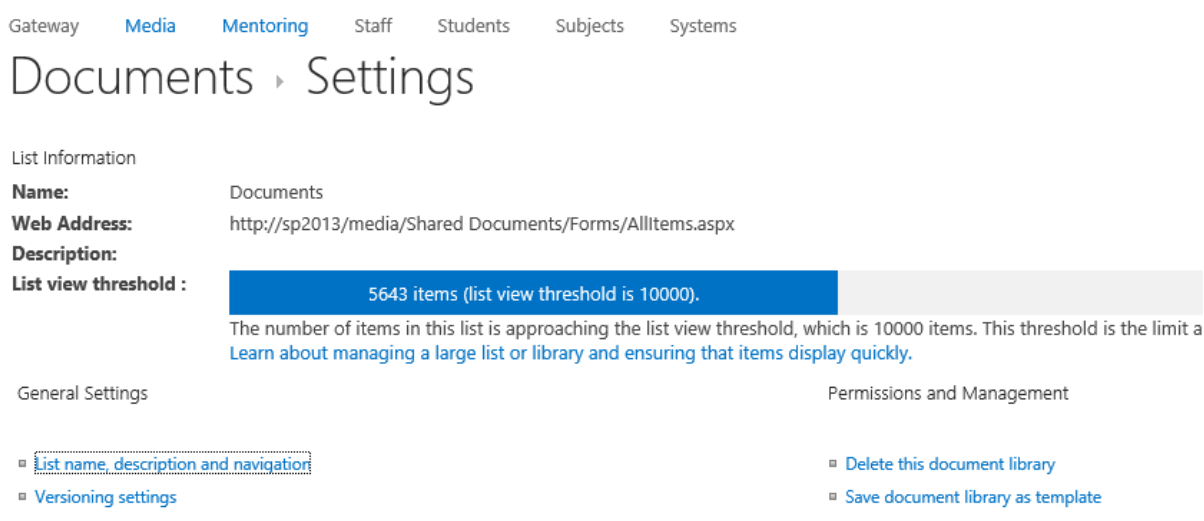 Gateway Media Mentoring Staff Students Subjects Systems
Documents ▸ Settings
List Information
Name: Documents
Web Address: http://sp2013/media/Shared Documents/Forms/AllItems.aspx
Description:
List view threshold : 5643 items (list view threshold is 10000).
The number of items in this list is approaching the list view threshold, which is 10000 items. This threshold is the limit a
Learn about managing a large list or library and ensuring that items display quickly.
General Settings Permissions and Management
List name, description and navigation Delete this document library
Versioning settings Save document library as template